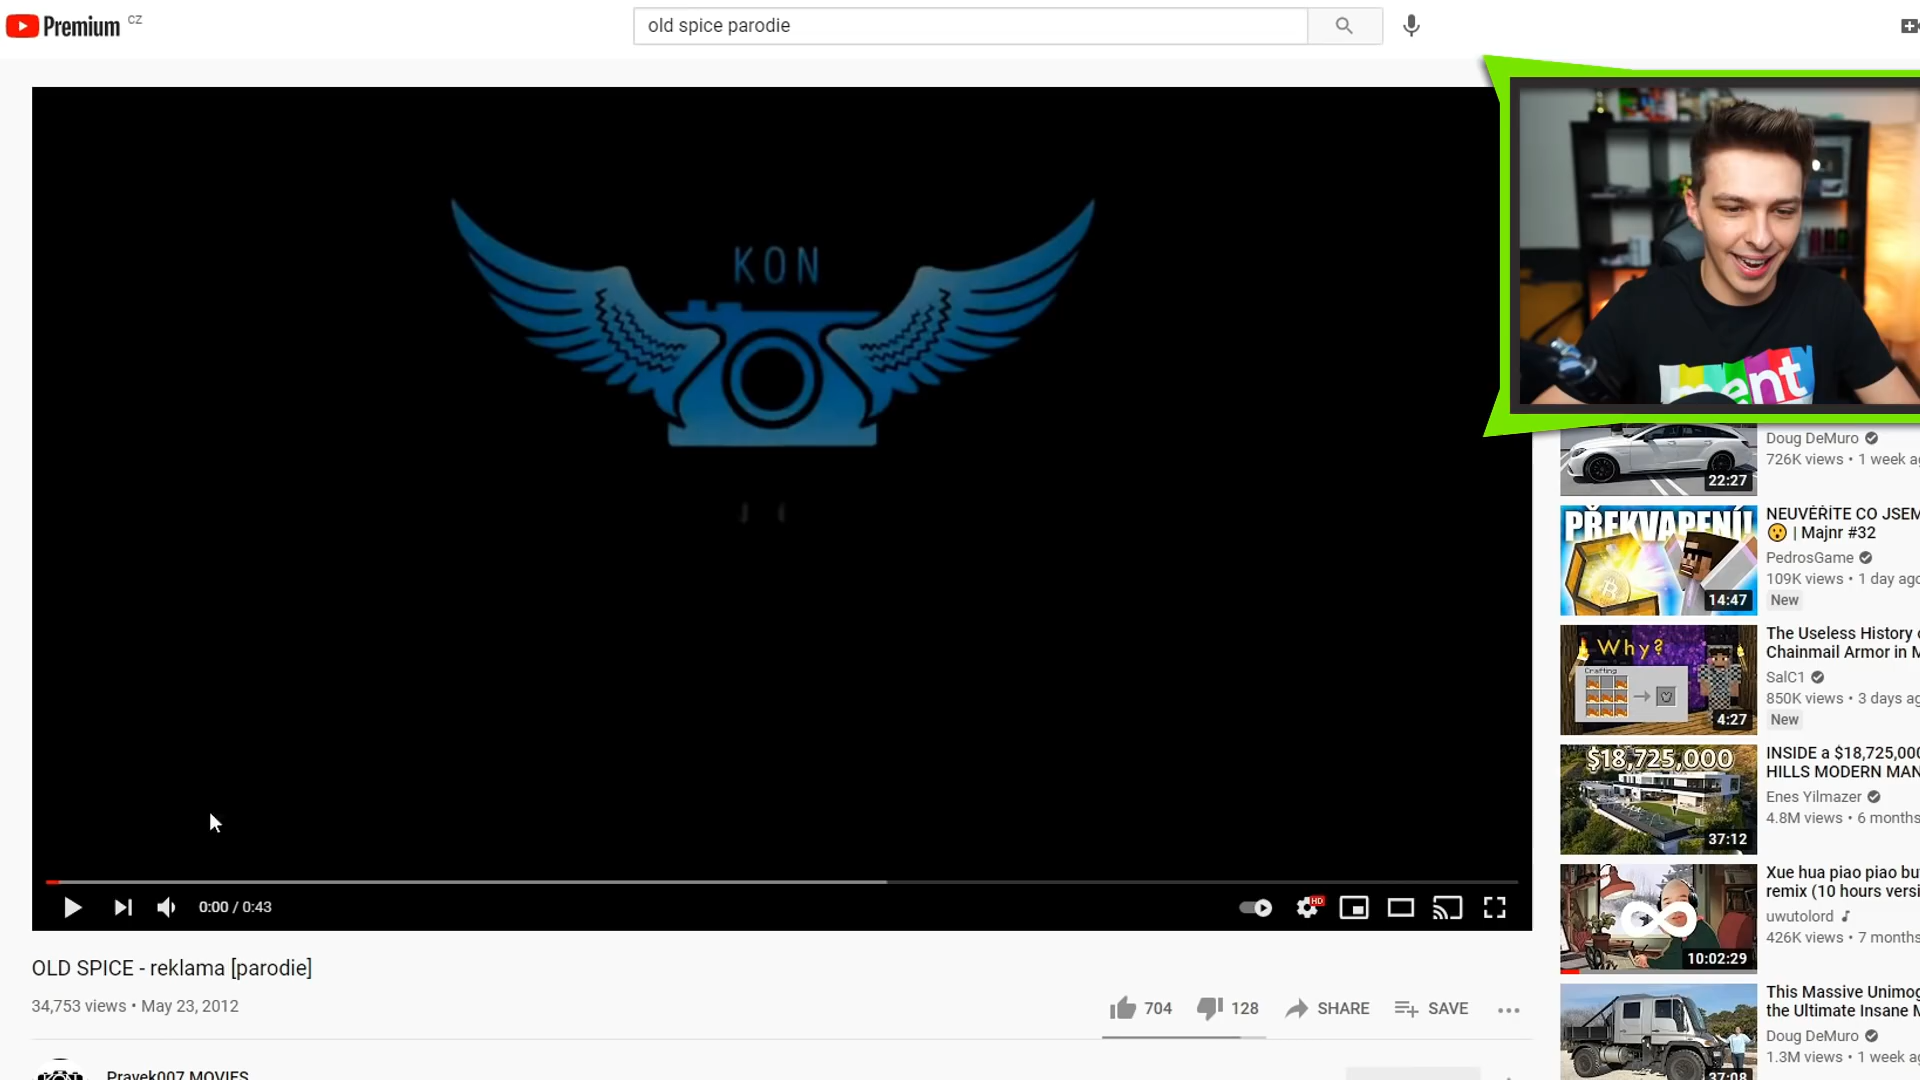 Premium CZ
old spice parodie
KON
0:00 / 0:43
HD
OLD SPICE - reklama [parodie]
34,753 views • May 23, 2012
704
128
SHARE
SAVE
Pravek007 MOVIES
ment
Doug DeMuro
726K views • 1 week ag
22:27
PŘEKVAPENÍ!
14:47
NEUVĚŘÍTE CO JSEM
😯 | Majnr #32
PedrosGame
109K views • 1 day ago
New
Why?
Crafting
4:27
The Useless History
Chainmail Armor in M
SalC1
850K views • 3 days ag
New
$18,725,000
37:12
INSIDE a $18,725,000
HILLS MODERN MAN
Enes Yilmazer
4.8M views • 6 months
10:02:29
Xue hua piao piao bu
remix (10 hours versi
uwutolord
426K views • 7 months
37:08
This Massive Unimog
the Ultimate Insane
Doug DeMuro
1.3M views • 1 week a